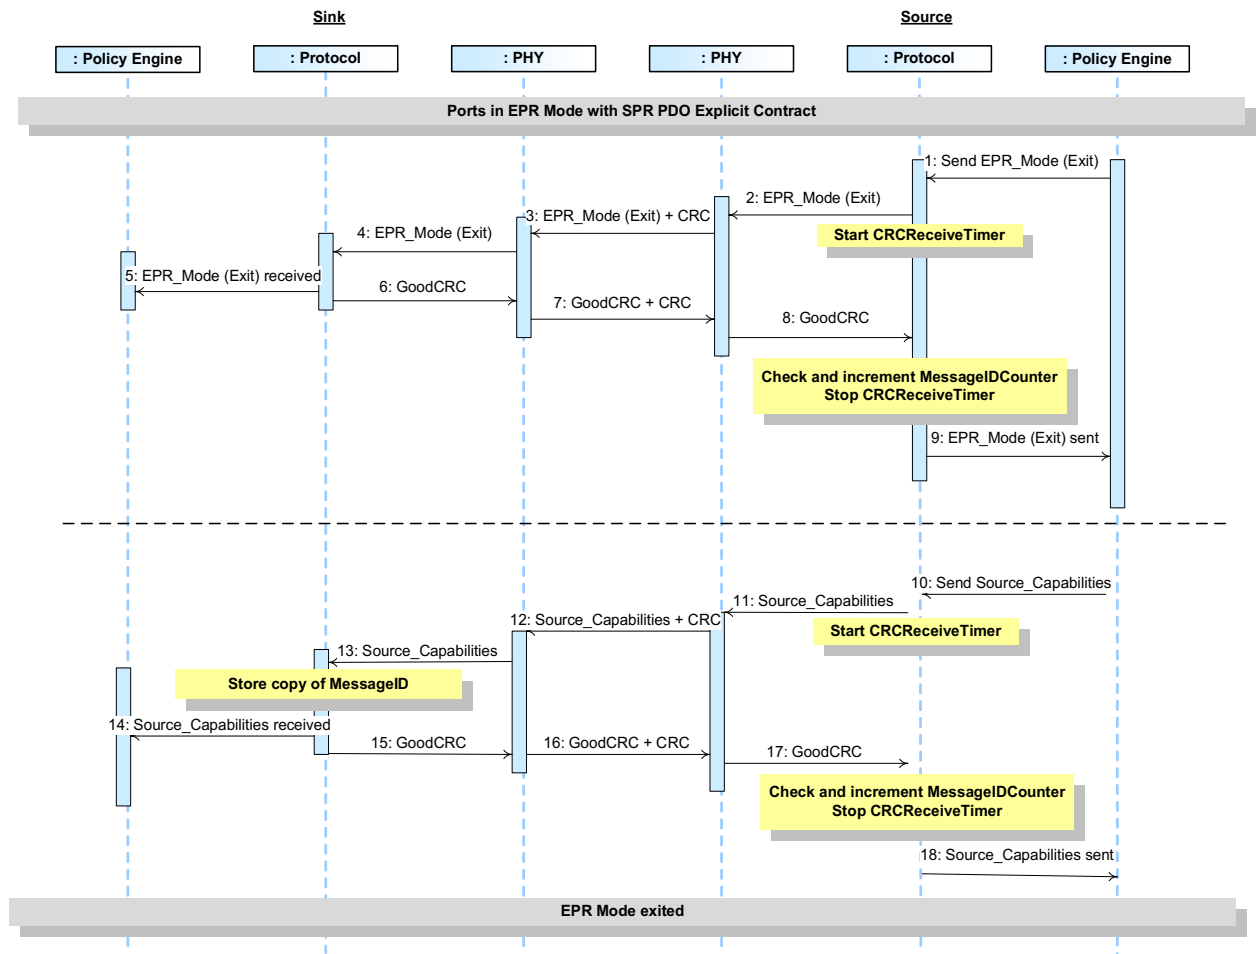 Sink
Source
: Policy Engine
: Protocol
: PHY
: PHY
: Protocol
: Policy Engine
Ports in EPR Mode with SPR PDO Explicit Contract
1: Send EPR_Mode (Exit)
2: EPR_Mode (Exit)
3: EPR_Mode (Exit) + CRC
Start CRCReceiveTimer
4: EPR_Mode (Exit)
5: EPR_Mode (Exit) received
6: GoodCRC
7: GoodCRC + CRC
8: GoodCRC
Check and increment MessageIDCounter
Stop CRCReceiveTimer
9: EPR_Mode (Exit) sent
10: Send Source_Capabilities
11: Source_Capabilities
12: Source_Capabilities + CRC
Start CRCReceiveTimer
13: Source_Capabilities
Store copy of MessageID
14: Source_Capabilities received
15: GoodCRC
16: GoodCRC + CRC
17: GoodCRC
Check and increment MessageIDCounter
Stop CRCReceiveTimer
18: Source_Capabilities sent
EPR Mode exited